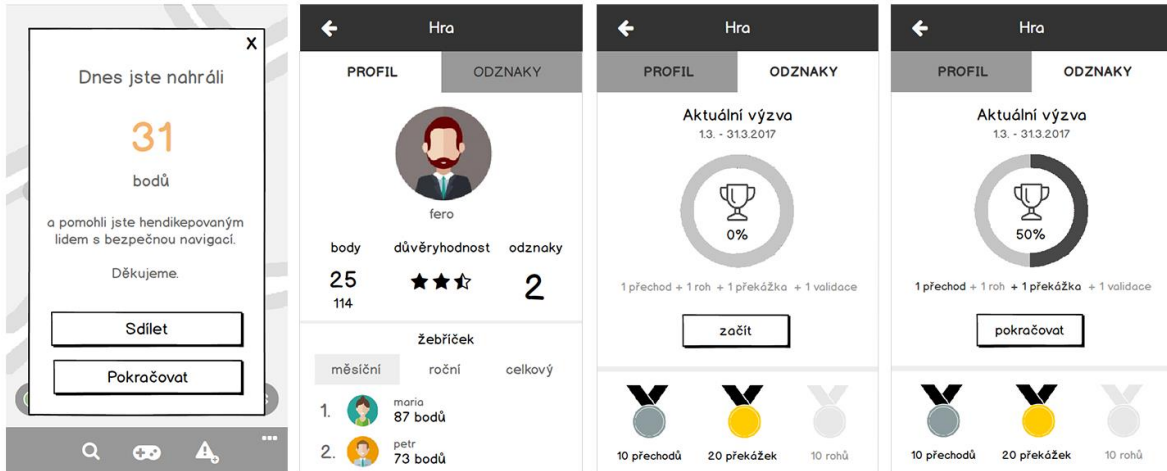 X
Dnes jste nahráli
31
bodů
a pomohli jste hendikepovaným
lidem s bezpečnou navigací.
Děkujeme.
Sdílet
Pokračovat
Hra
PROFIL ODZNAKY
fero
body důvěryhodnost odznaky
25 2
114
žebříček
měsíční roční celkový
1. maria
87 bodů
2. petr
73 bodů
Hra
PROFIL ODZNAKY
Aktuální výzva
1.3. - 31.3.2017
0%
1 přechod + 1 roh + 1 překážka + 1 validace
začít
10 přechodů 20 překážek 10 rohů
Hra
PROFIL ODZNAKY
Aktuální výzva
1.3. - 31.3.2017
50%
1 přechod + 1 roh + 1 překážka + 1 validace
pokračovat
10 přechodů 20 překážek 10 rohů